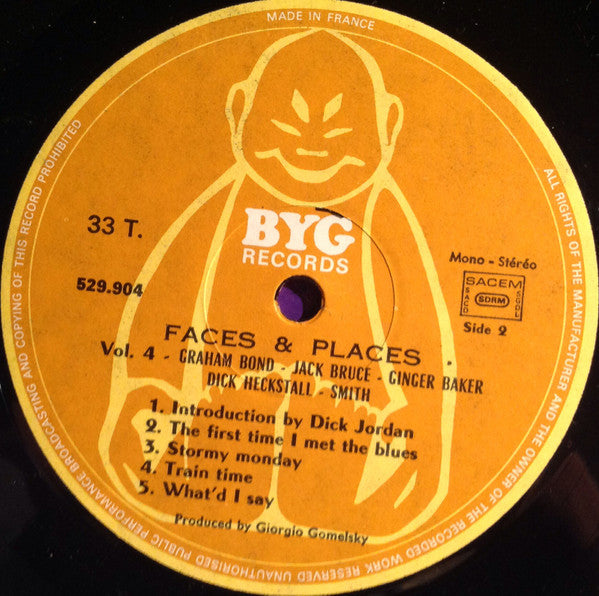 MADE IN FRANCE
ALL RIGHTS OF THE MANUFACTURER AND OF THE OWNER OF THE RECORDED WORK RESERVED UNAUTHORISED PUBLIC PERFORMANCE BROADCASTING AND COPYING OF THIS RECORD PROHIBITED
BYG
RECORDS
33 T.
529.904
Mono - Stéréo
SACEM
SACD
SDRM
SGDL
Side 2
FACES & PLACES
Vol. 4 - GRAHAM BOND - JACK BRUCE - GINGER BAKER
DICK HECKSTALL - SMITH
1. Introduction by Dick Jordan
2. The first time I met the blues
3. Stormy monday
4. Train time
5. What'd I say
Produced by Giorgio Gomelsky